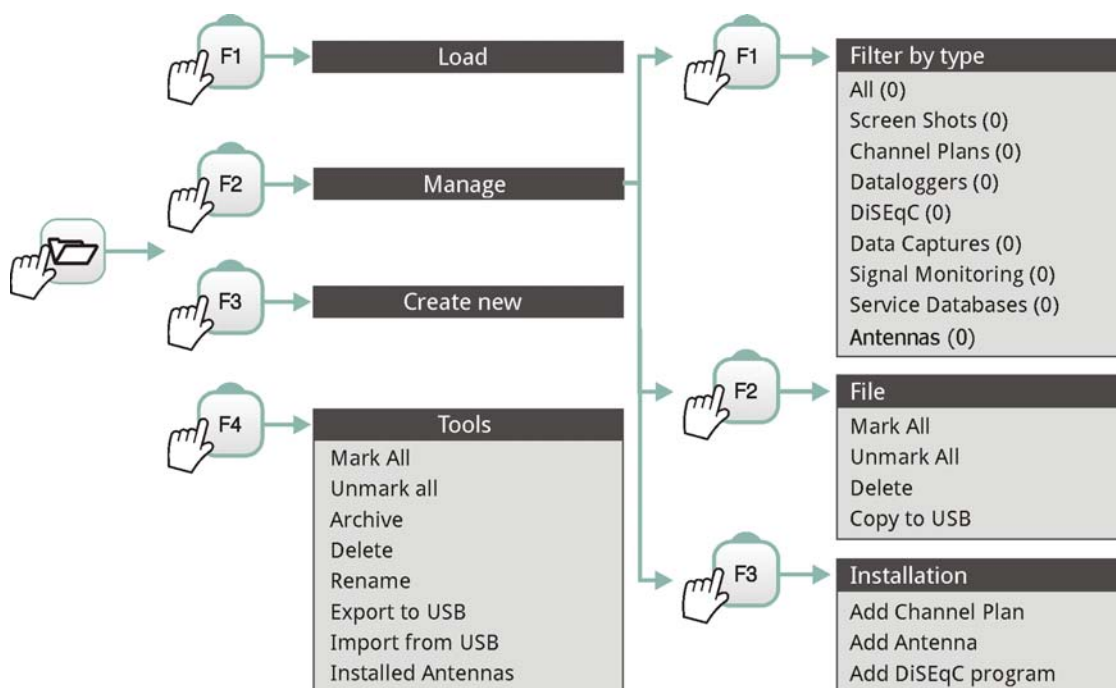 F1
Load
F2
Manage
F3
Create new
F4
Tools
Mark All
Unmark all
Archive
Delete
Rename
Export to USB
Import from USB
Installed Antennas
F1
Filter by type
All (0)
Screen Shots (0)
Channel Plans (0)
Dataloggers (0)
DiSEqC (0)
Data Captures (0)
Signal Monitoring (0)
Service Databases (0)
Antennas (0)
F2
File
Mark All
Unmark All
Delete
Copy to USB
F3
Installation
Add Channel Plan
Add Antenna
Add DiSEqC program